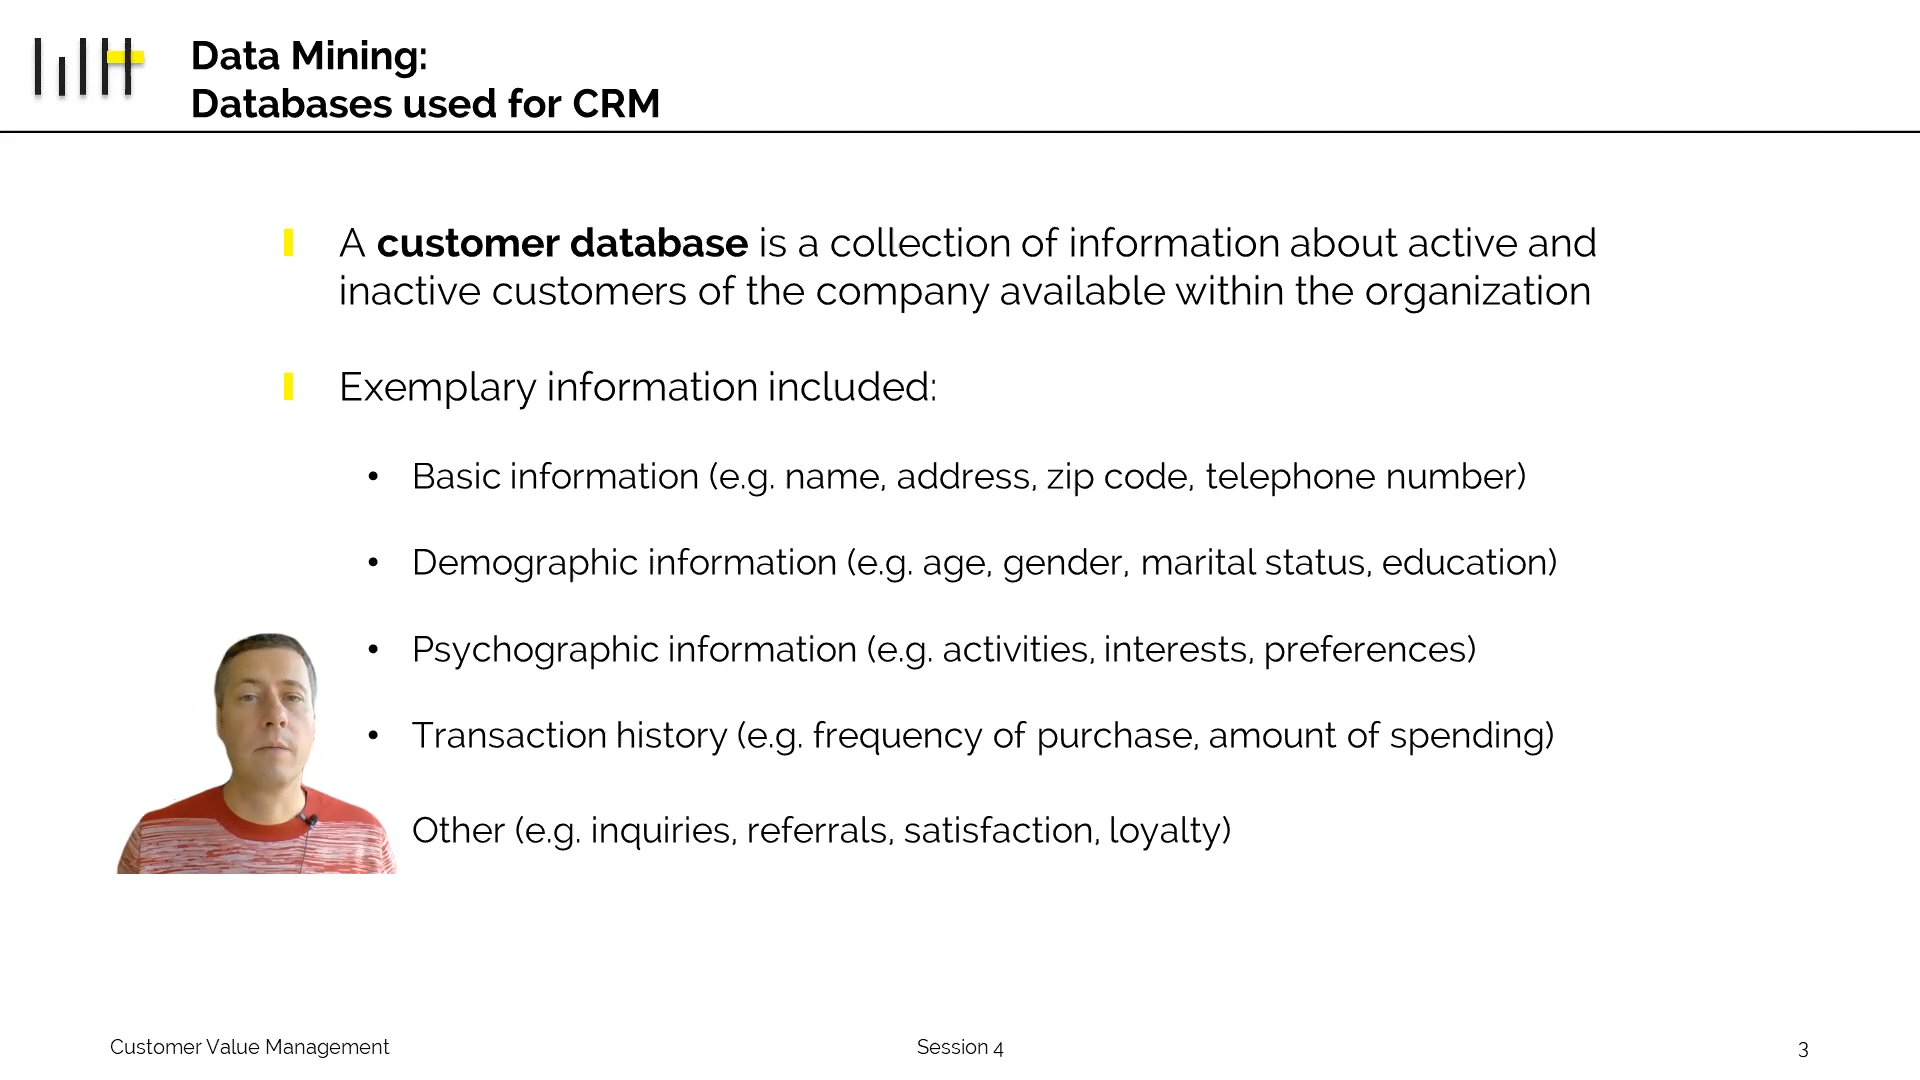 Data Mining:
Databases used for CRM
A customer database is a collection of information about active and
inactive customers of the company available within the organization
Exemplary information included:
• Basic information (e.g. name, address, zip code, telephone number)
• Demographic information (e.g. age, gender, marital status, education)
• Psychographic information (e.g. activities, interests, preferences)
• Transaction history (e.g. frequency of purchase, amount of spending)
Other (e.g. inquiries, referrals, satisfaction, loyalty)
Customer Value Management
Session 4
3